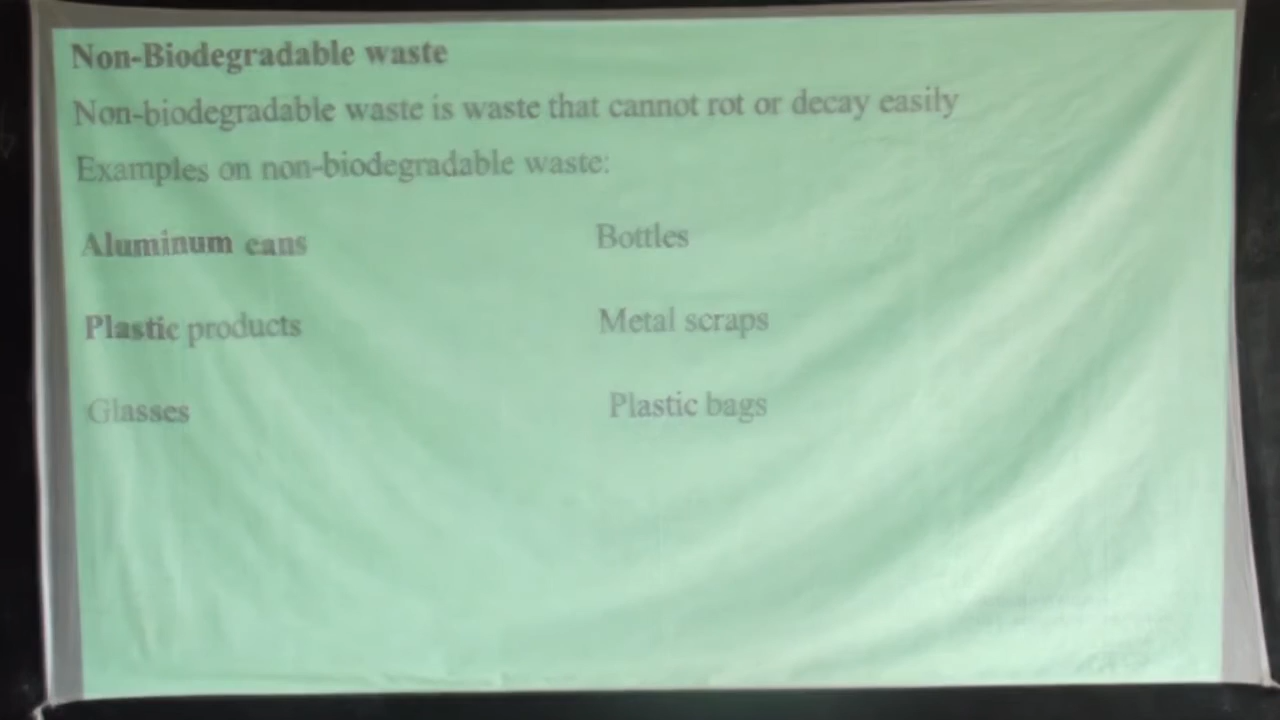 Non-Biodegradable waste
Non-biodegradable waste is waste that cannot rot or decay easily
Examples on non-biodegradable waste:
Aluminum cans Bottles
Plastic products Metal scraps
Glasses Plastic bags